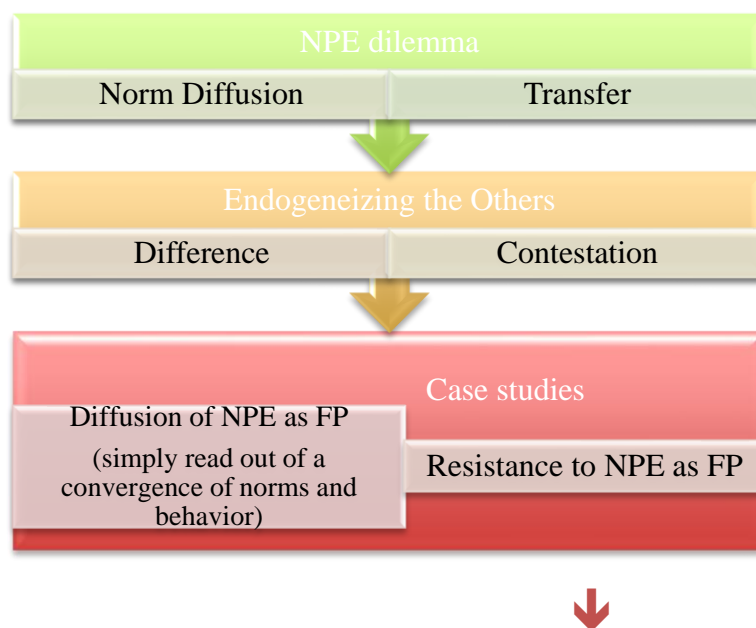 NPE dilemma
Norm Diffusion
Transfer
Endogeneizing the Others
Difference
Contestation
Case studies
Diffusion of NPE as FP
(simply read out of a
convergence of norms and
behavior)
Resistance to NPE as FP